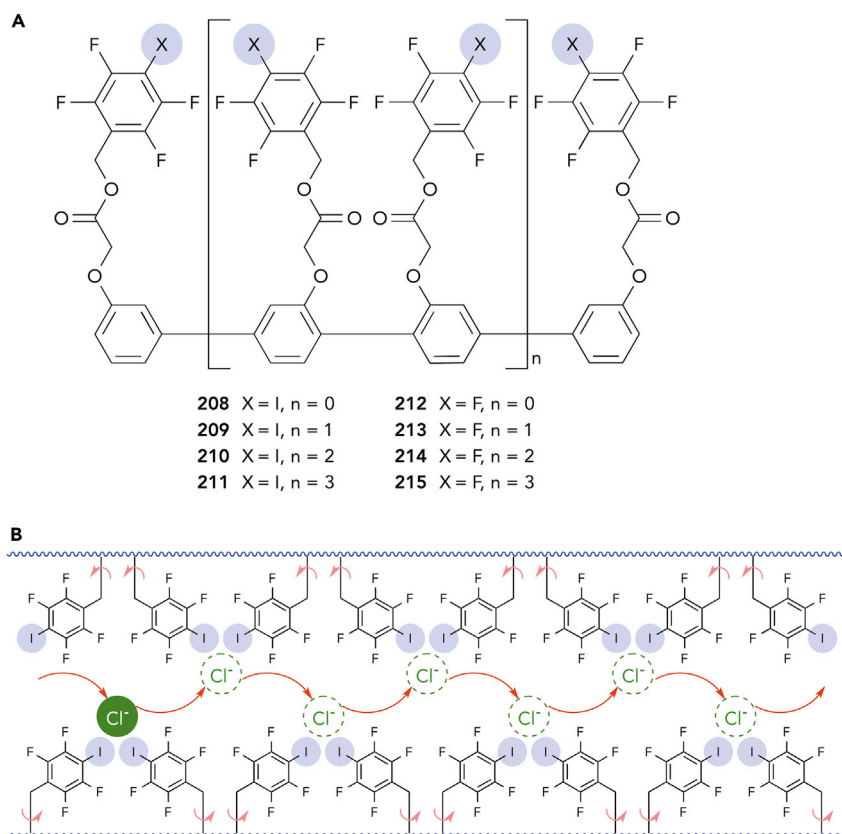 A
F X X F F X X F
F F F F F F F F
F F F F
O O O O
O O O O
O O O O
n
208 X = I, n = 0
209 X = I, n = 1
210 X = I, n = 2
211 X = I, n = 3
212 X = F, n = 0
213 X = F, n = 1
214 X = F, n = 2
215 X = F, n = 3
B
F F F F F F F F
F F F F F F F F
F F F F F F F F
I I I I I I I I
F F F F F F F F
Cl⁻ Cl⁻ Cl⁻
Cl⁻ Cl⁻ Cl⁻ Cl⁻
F F F F F F F F
F I I F F I I F F I I F F I I F
F F F F F F F F
F F F F F F F F